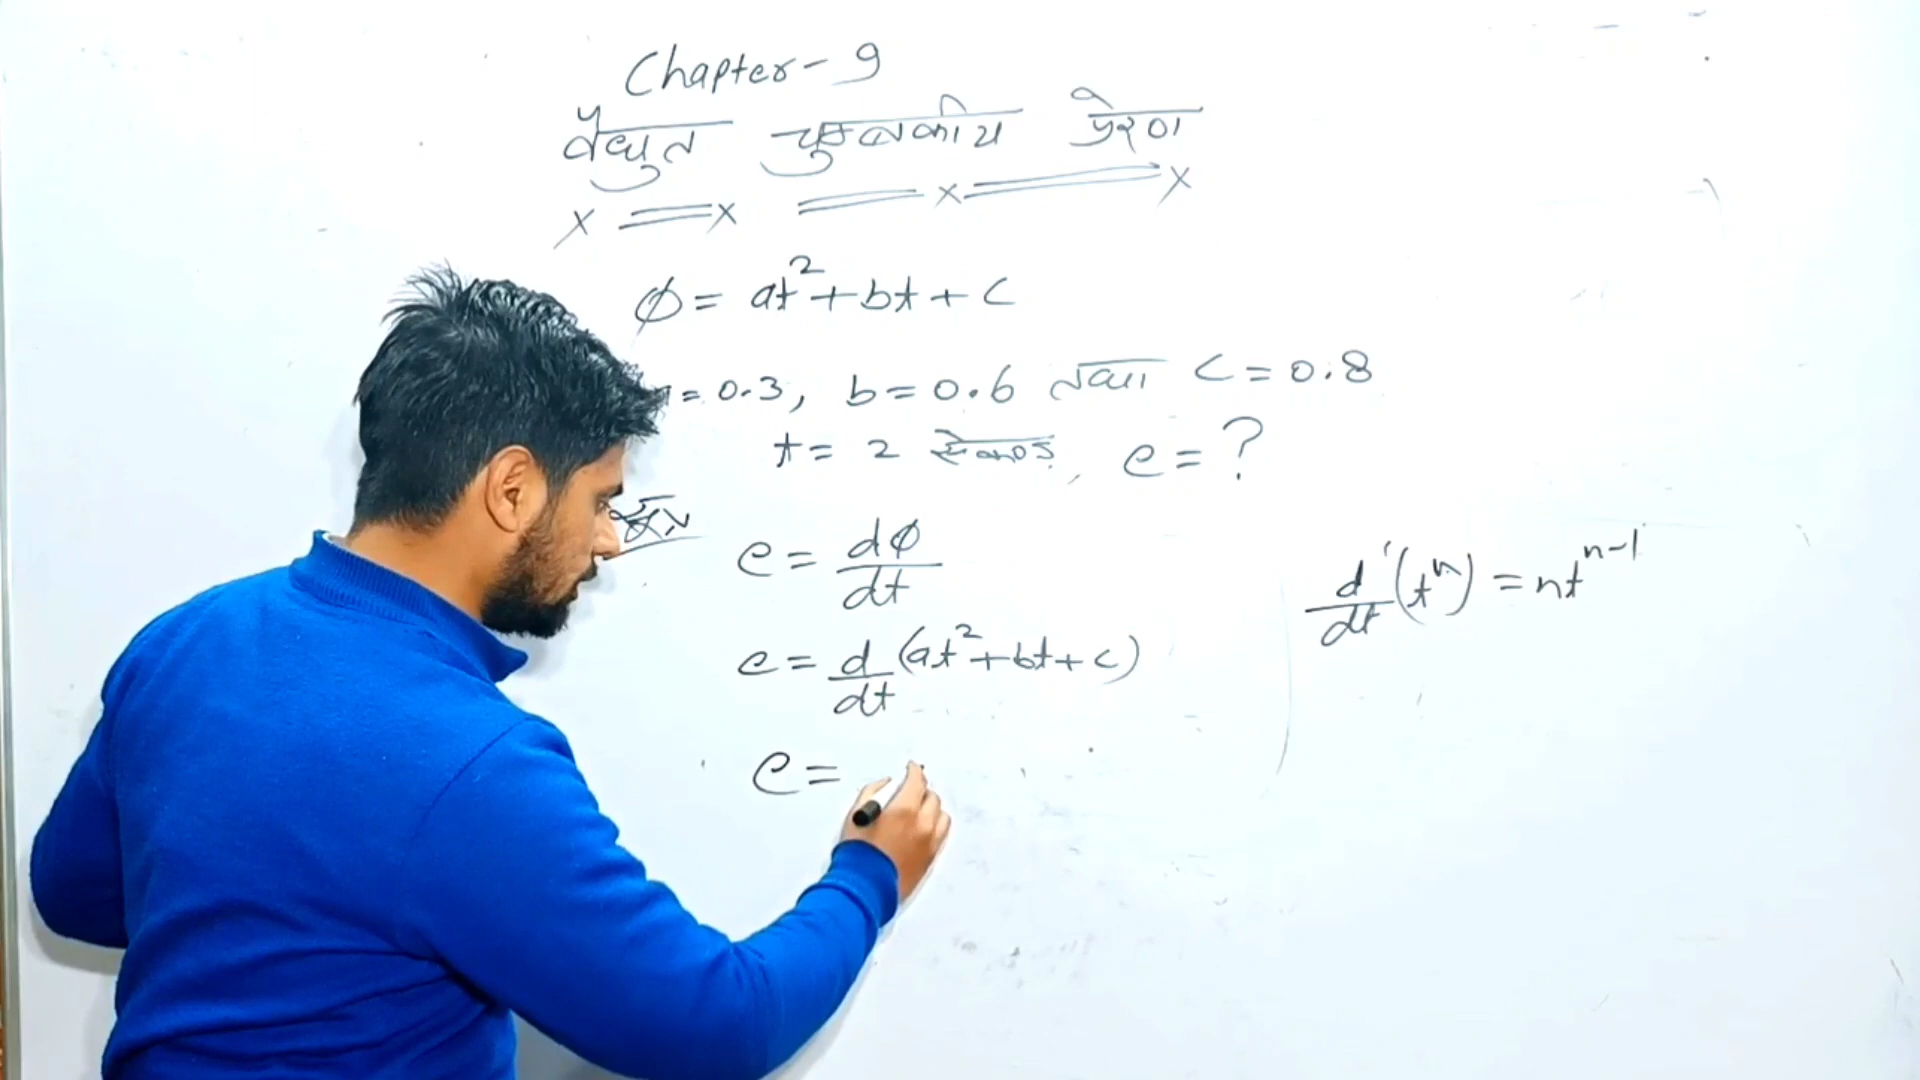 Chapter-9
वैद्युत चुम्बकीय प्रेरण
x = x = x = x
φ = at²+bt+c
= 0.3, b=0.6 तथा c=0.8
t= 2 सेकण्ड, e=?
सूत्र e= dφ/dt
d/dt (tⁿ) = ntⁿ⁻¹
e= d/dt (at²+bt+c)
e=